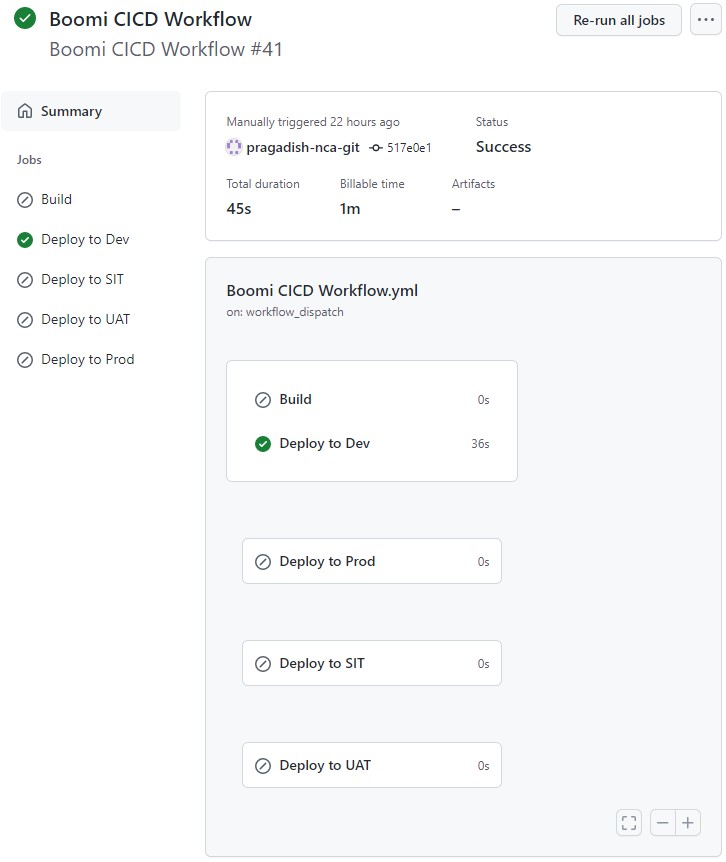 Boomi CICD Workflow
Boomi CICD Workflow #41
Re-run all jobs
Summary
Jobs
Build
Deploy to Dev
Deploy to SIT
Deploy to UAT
Deploy to Prod
Manually triggered 22 hours ago
Status
pragadish-nca-git 517e0e1
Success
Total duration
Billable time
Artifacts
45s
1m
–
Boomi CICD Workflow.yml
on: workflow_dispatch
Build 0s
Deploy to Dev 36s
Deploy to Prod 0s
Deploy to SIT 0s
Deploy to UAT 0s